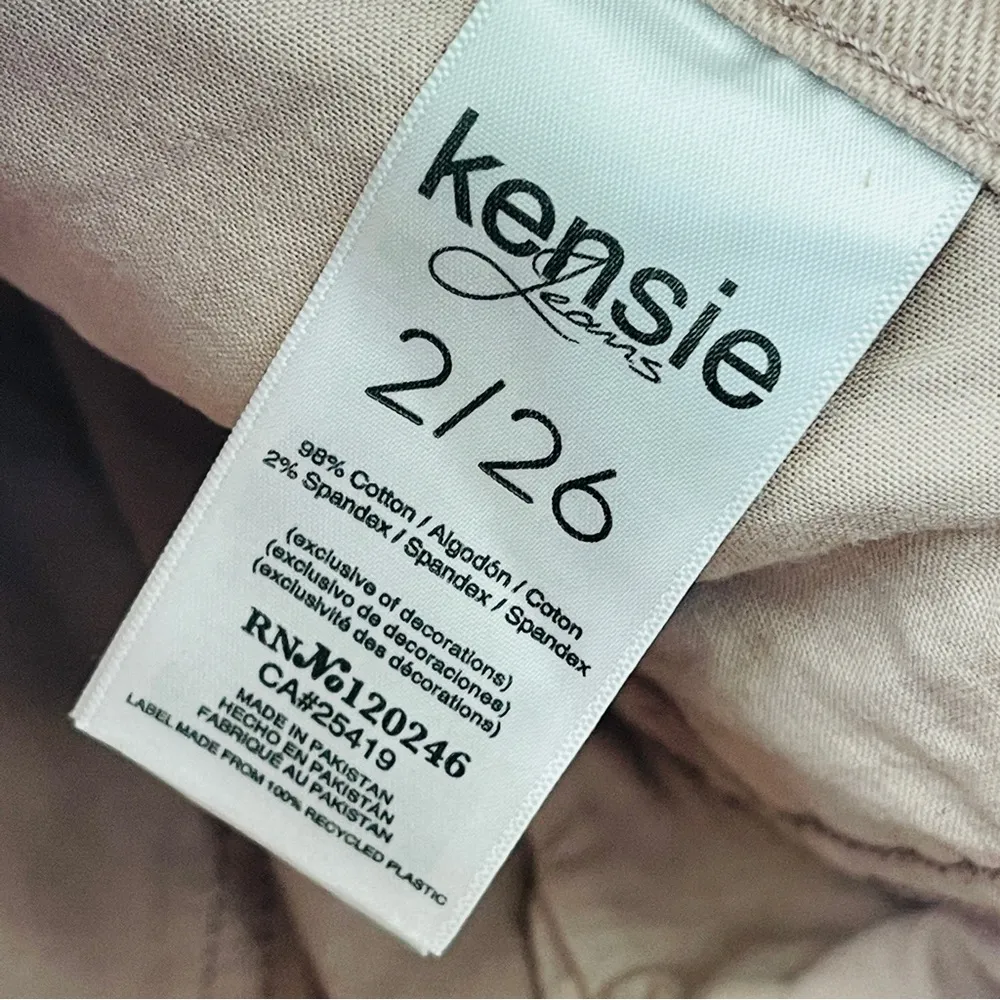 kensie
Jeans
2/26
98% Cotton / Algodón / Coton
2% Spandex / Spandex / Spandex
(exclusive of decorations)
(exclusivo de decoraciones)
(exclusivité des décorations)
RN№120246
CA#25419
MADE IN PAKISTAN
HECHO EN PAKISTÁN
FABRIQUÉ AU PAKISTAN
LABEL MADE FROM 100% RECYCLED PLASTIC